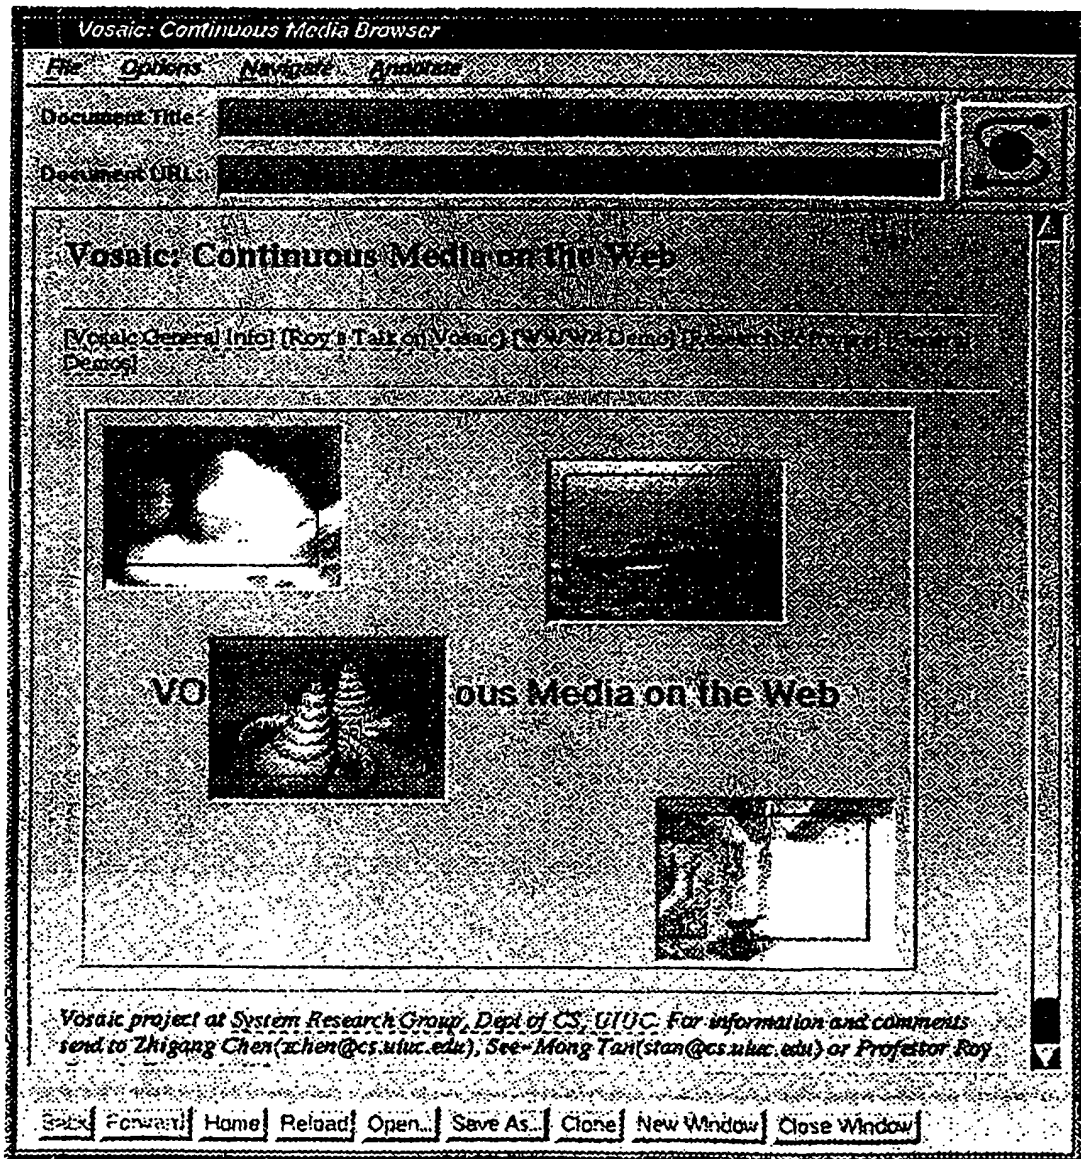 Vosaic: Continuous Media Browser
File Options Navigate Annotate
Document Title:
Document URL:
Vosaic: Continuous Media on the Web
[Vosaic General Info] [Roy's Talk on Vosaic] [WWW4 Demo] [Research
Demos]
VO ous Media on the Web
Vosaic project at System Research Group, Dept of CS, UIUC. For information and comments
send to Zhigang Chen(zchen@cs.uiuc.edu), See-Mong Tan(stan@cs.uiuc.edu) or Professor Roy
Back Forward Home Reload Open... Save As... Clone New Window Close Window